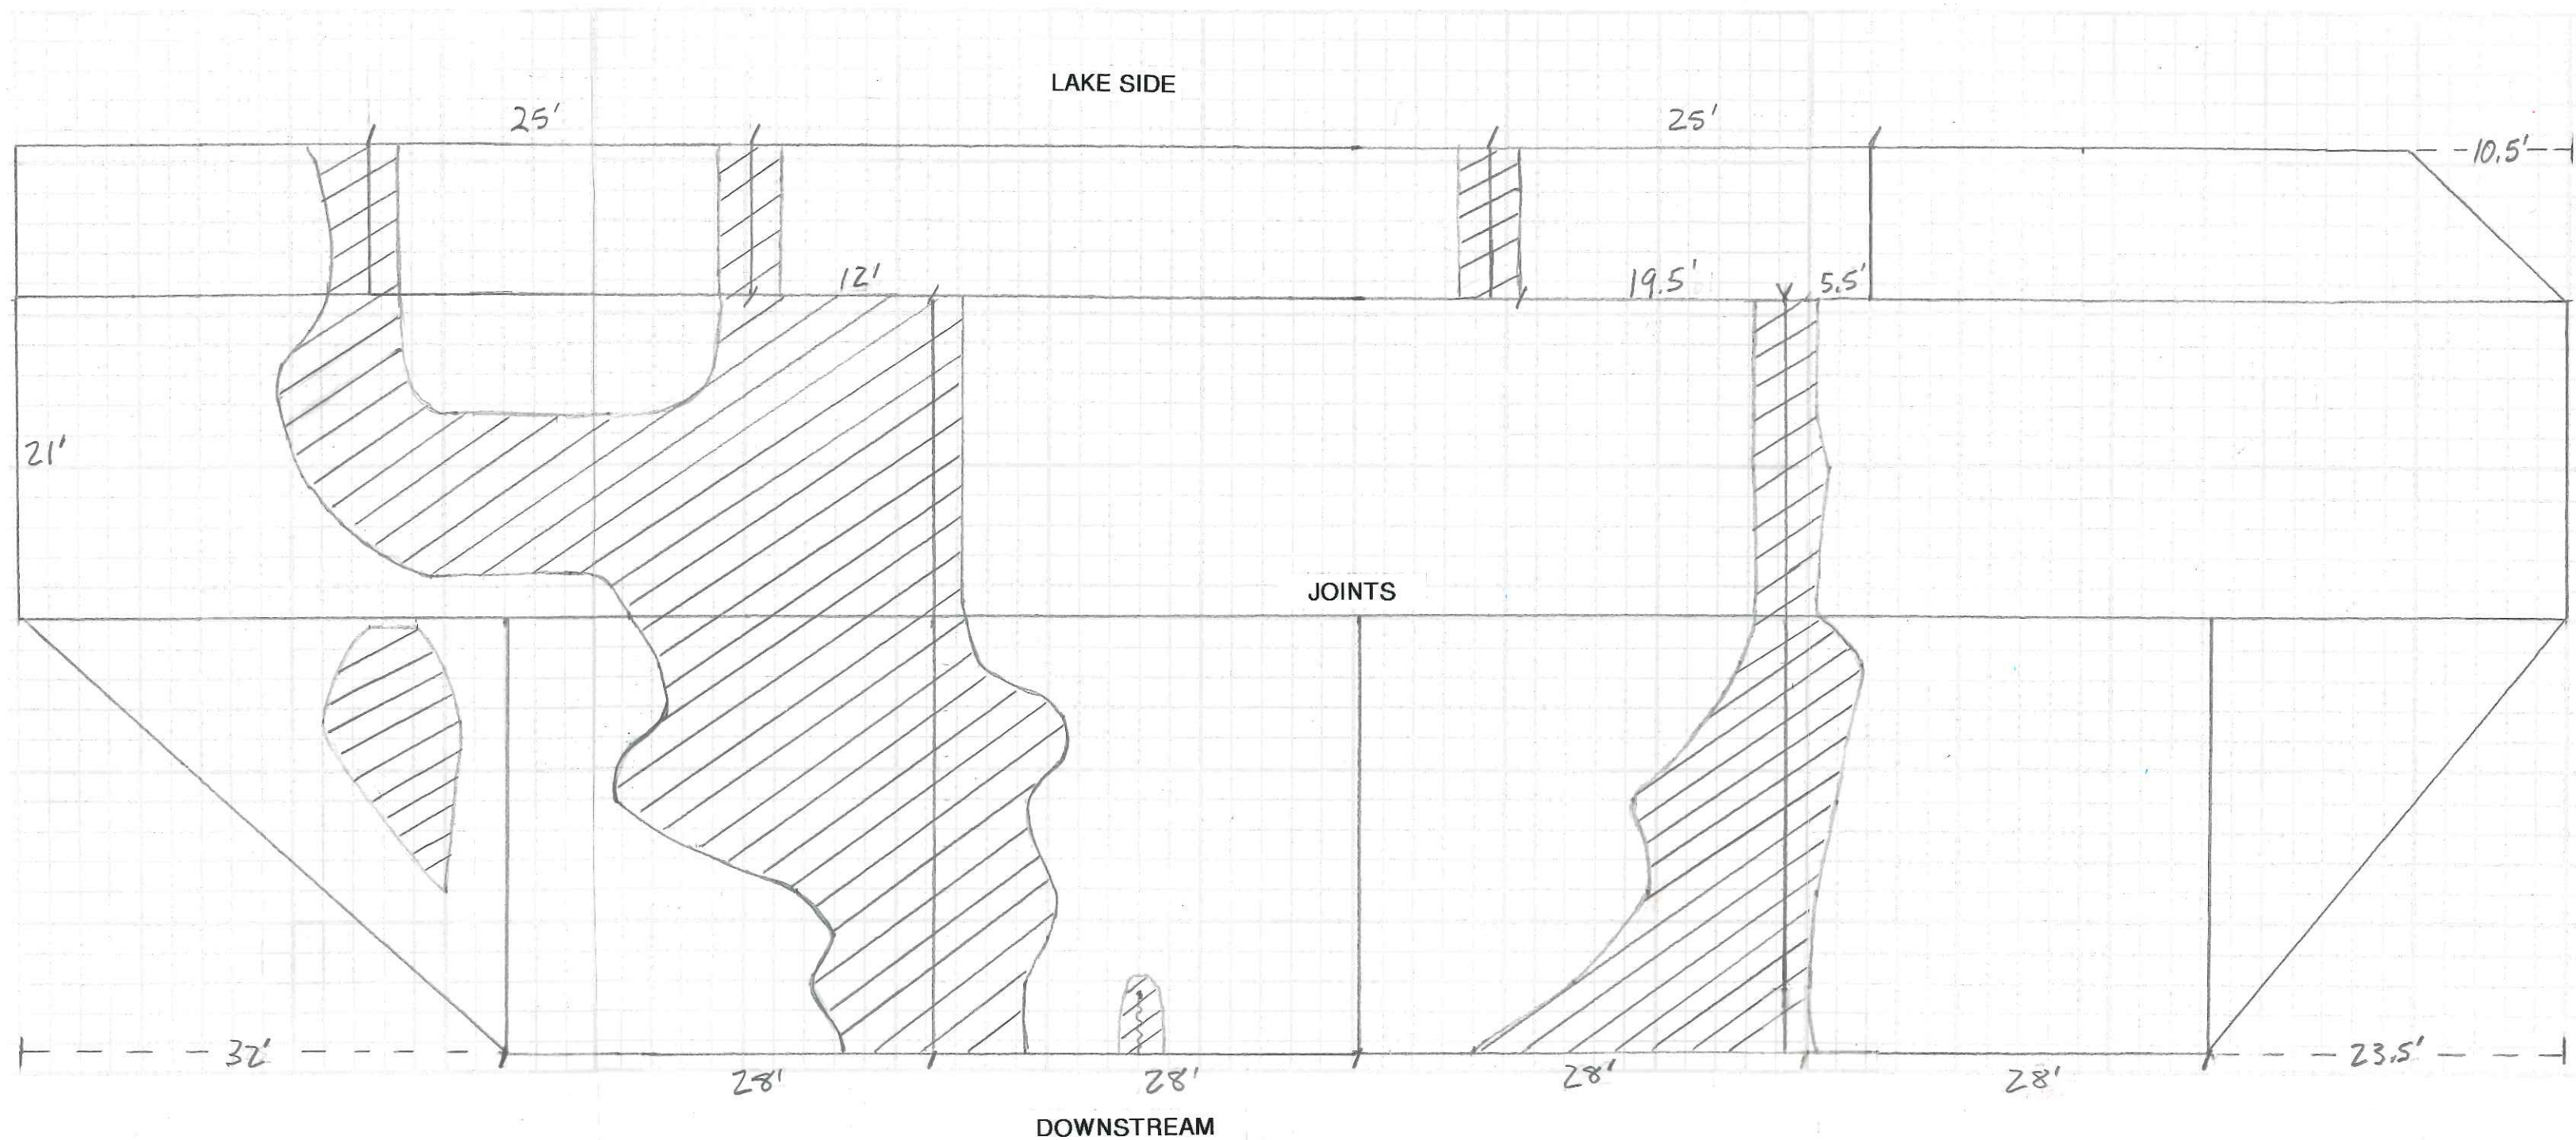 LAKE SIDE
25' 25'
10.5'
12' 19.5' 5.5'
21'
JOINTS
32' 23.5'
28' 28' 28' 28'
DOWNSTREAM